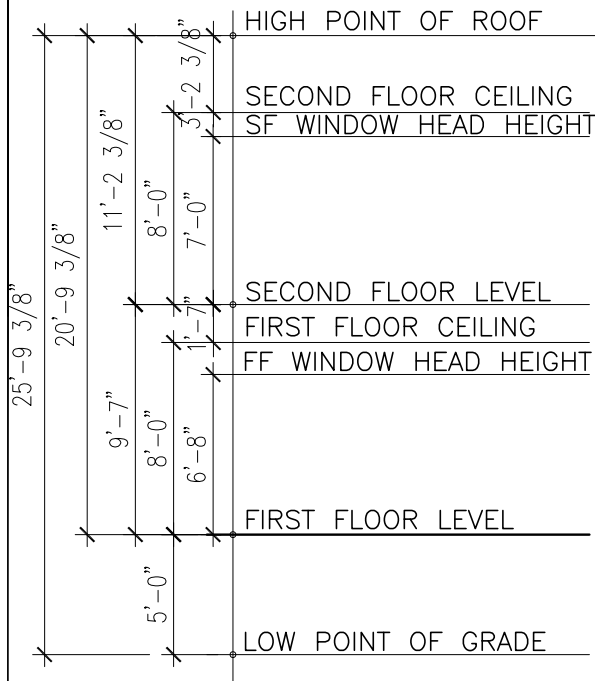 HIGH POINT OF ROOF
3'-2 3/8"
SECOND FLOOR CEILING
SF WINDOW HEAD HEIGHT
11'-2 3/8"
8'-0"
7'-0"
20'-9 3/8"
25'-9 3/8"
SECOND FLOOR LEVEL
1'-7"
FIRST FLOOR CEILING
FF WINDOW HEAD HEIGHT
9'-7"
8'-0"
6'-8"
FIRST FLOOR LEVEL
5'-0"
LOW POINT OF GRADE